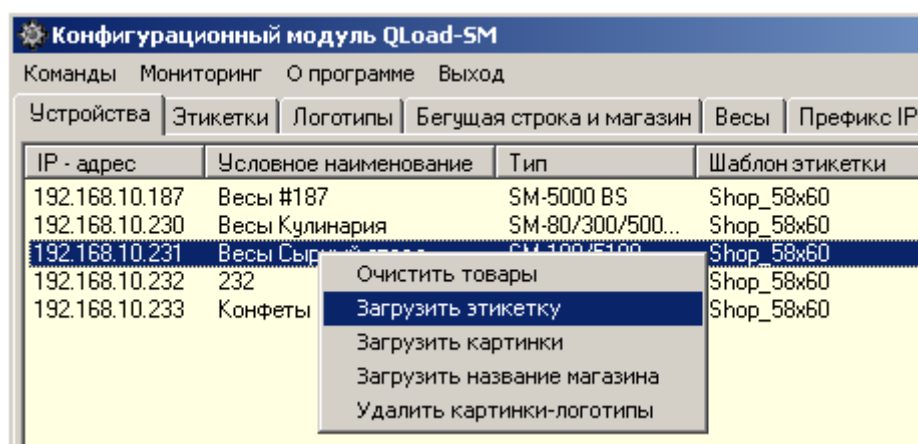 Конфигурационный модуль QLoad-SM
Команды Мониторинг О программе Выход
Устройства Этикетки Логотипы Бегущая строка и магазин Весы Префикс IP
IP - адрес Условное наименование Тип Шаблон этикетки
192.168.10.187 Весы #187 SM-5000 BS Shop_58x60
192.168.10.230 Весы Кулинария SM-80/300/500... Shop_58x60
192.168.10.231 Весы Shop_58x60
192.168.10.232 232 Shop_58x60
192.168.10.233 Конфеты Shop_58x60
Очистить товары
Загрузить этикетку
Загрузить картинки
Загрузить название магазина
Удалить картинки-логотипы